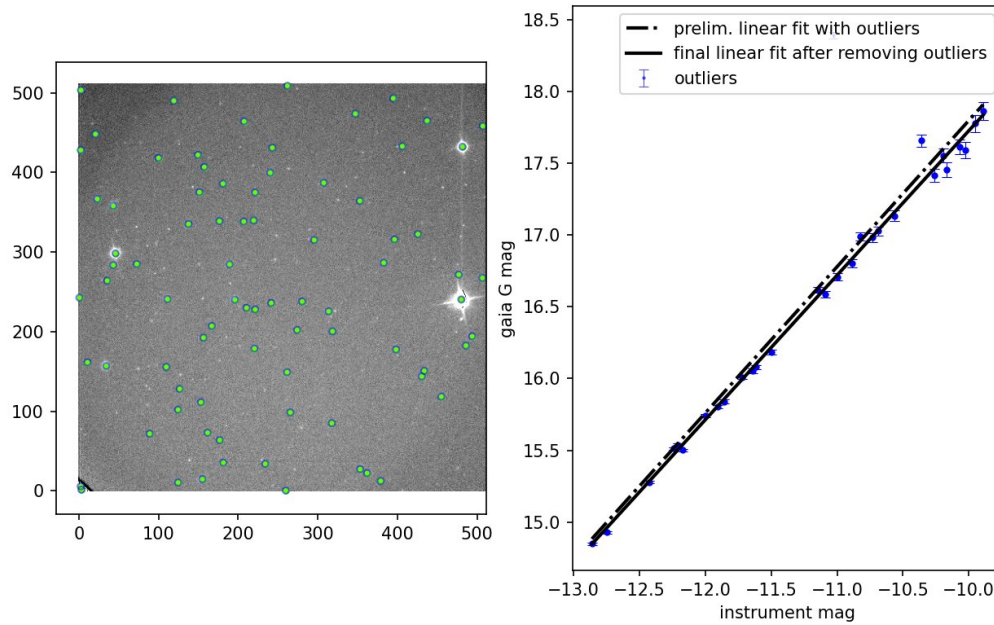 500
400
300
200
100
0
0 100 200 300 400 500
18.5
18.0
17.5
17.0
16.5
16.0
15.5
15.0
gaia G mag
prelim. linear fit with outliers
final linear fit after removing outliers
outliers
−13.0 −12.5 −12.0 −11.5 −11.0 −10.5 −10.0
instrument mag